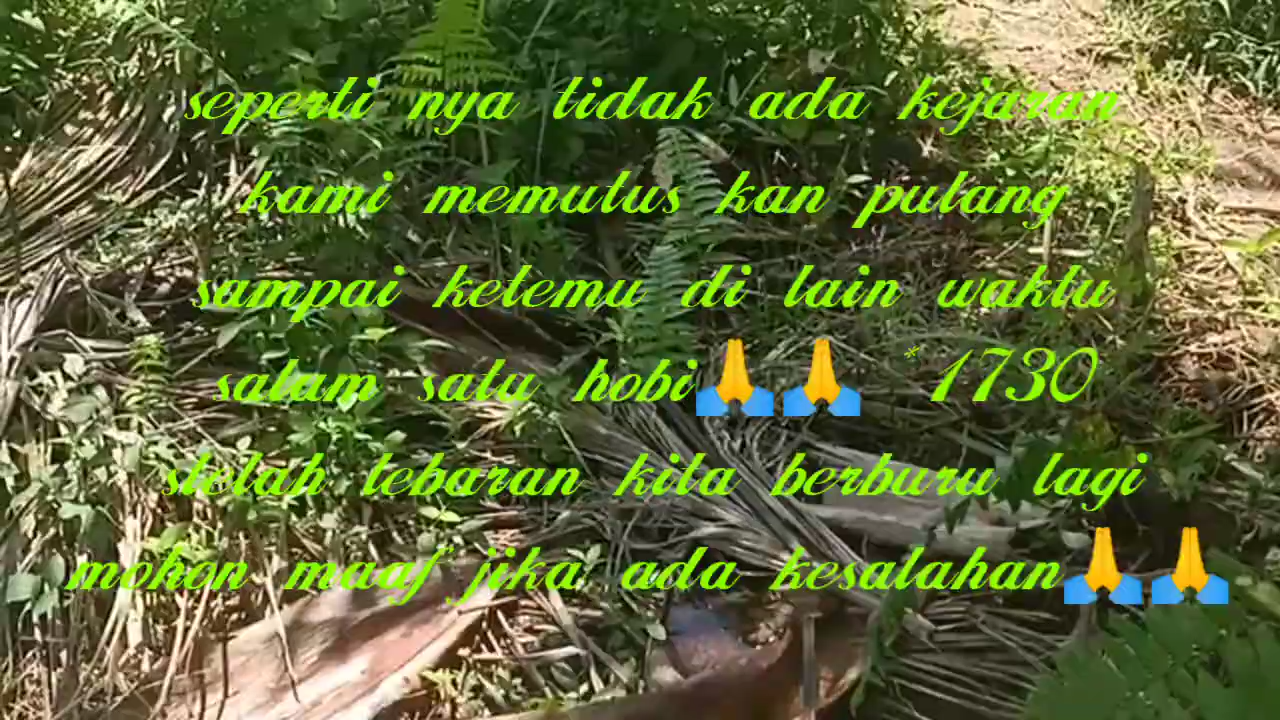 seperti nya tidak ada kejaran
kami memutus kan pulang
sampai ketemu di lain waktu
salam satu hobi🙏🙏 *1730
stelah lebaran kita berburu lagi
mohon maaf jika ada kesalahan🙏🙏